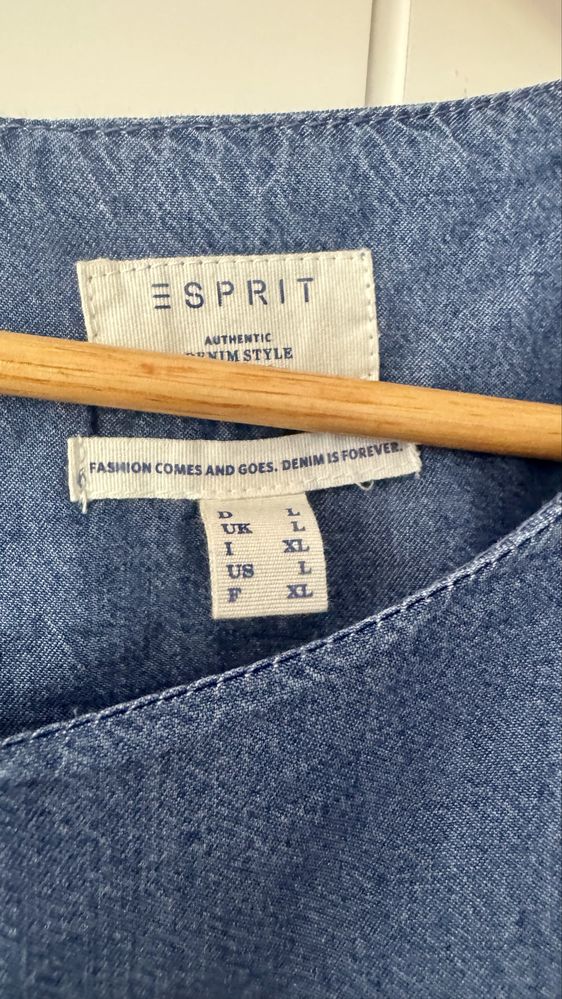 ESPRIT
AUTHENTIC
DENIM STYLE
FASHION COMES AND GOES. DENIM IS FOREVER.
D L
UK L
I XL
US L
F XL